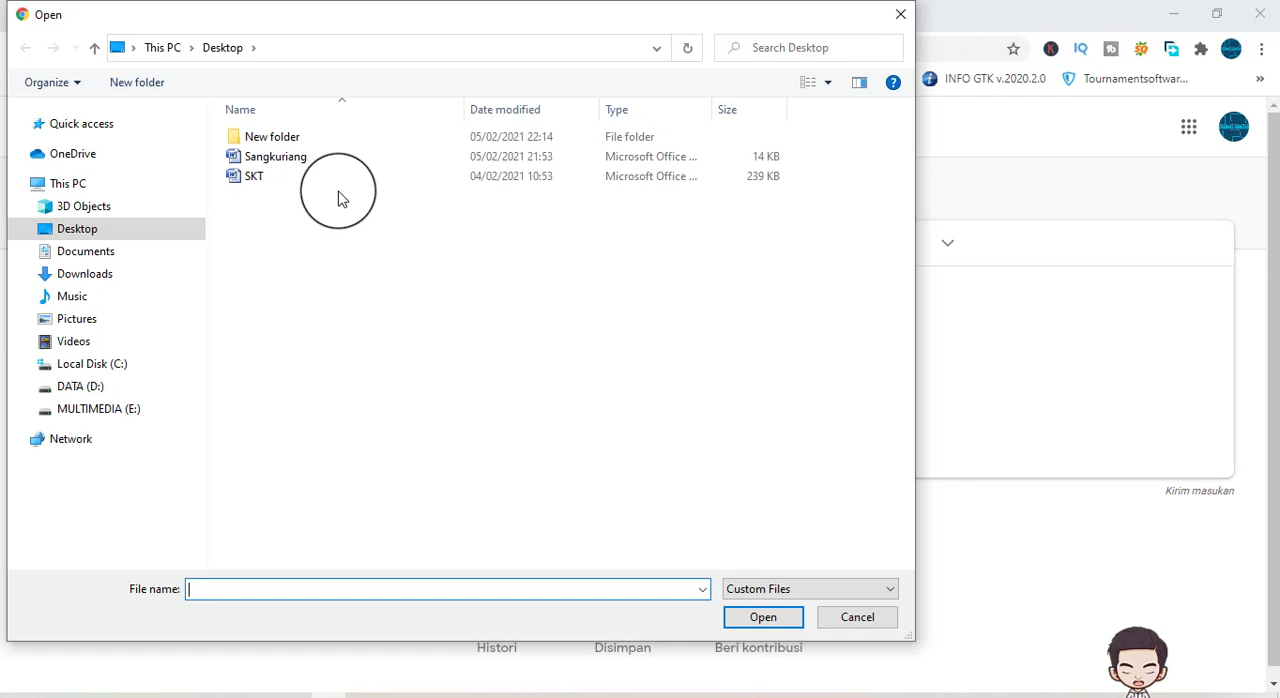 Open
This PC
Desktop
Search Desktop
INFO GTK v.2020.2.0
Tournamentsoftwar...
»
Organize
New folder
Name
Date modified
Type
Size
Quick access
OneDrive
This PC
3D Objects
Desktop
Documents
Downloads
Music
Pictures
Videos
Local Disk (C:)
DATA (D:)
MULTIMEDIA (E:)
Network
New folder 05/02/2021 22:14 File folder
Sangkuriang 05/02/2021 21:53 Microsoft Office ... 14 KB
SKT 04/02/2021 10:53 Microsoft Office ... 239 KB
K
IQ
tb
Kirim masukan
File name:
Custom Files
Open
Cancel
Histori
Disimpan
Beri kontribusi